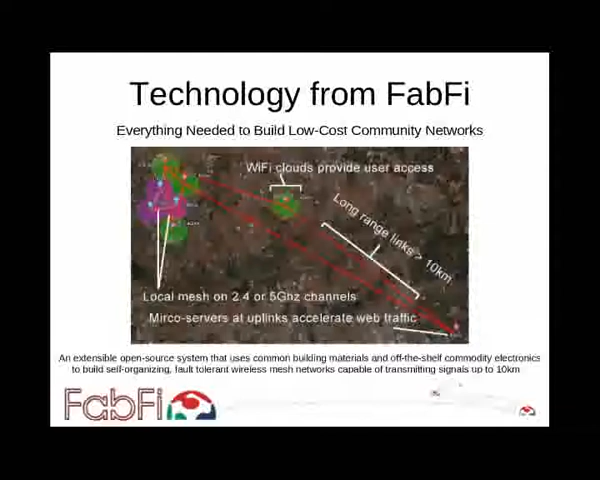 Technology from FabFi
Everything Needed to Build Low-Cost Community Networks
WiFi clouds provide user access
Long range links > 10km.
Local mesh on 2.4 or 5Ghz channels
Mirco-servers at uplinks accelerate web traffic
An extensible open-source system that uses common building materials and off-the-shelf commodity electronics
to build self-organizing, fault tolerant wireless mesh networks capable of transmitting signals up to 10km
FabFi